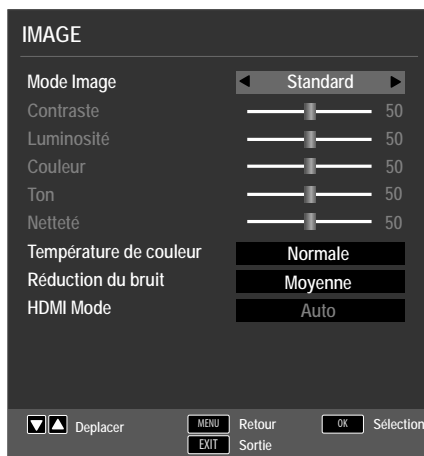 IMAGE
Mode Image Standard
Contraste 50
Luminosité 50
Couleur 50
Ton 50
Netteté 50
Température de couleur Normale
Réduction du bruit Moyenne
HDMI Mode Auto
Deplacer MENU Retour OK Sélection
EXIT Sortie